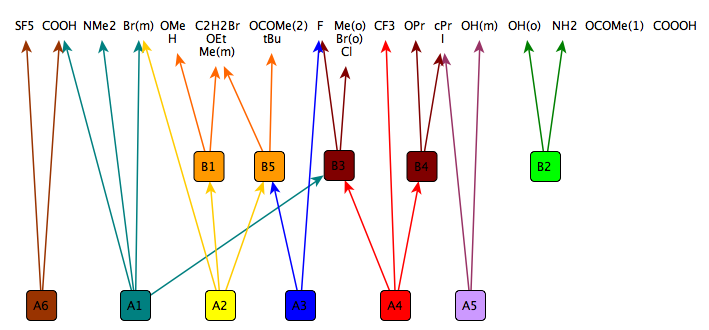 SF5 COOH NMe2 Br(m) OMe C2H2Br OCOMe(2) F Me(o) CF3 OPr cPr OH(m) OH(o) NH2 OCOMe(1) COOOH
H OEt tBu Br(o) I
Me(m) Cl
B1 B5 B3 B4 B2
A6 A1 A2 A3 A4 A5